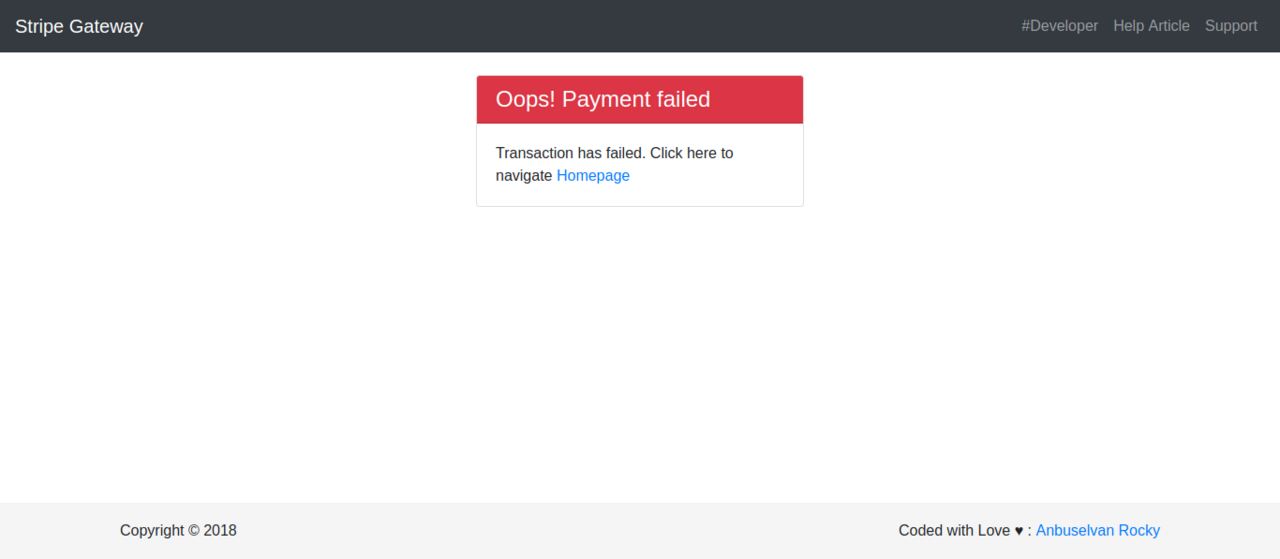 Stripe Gateway
#Developer Help Article Support
Oops! Payment failed
Transaction has failed. Click here to
navigate Homepage
Copyright © 2018
Coded with Love ♥ : Anbuselvan Rocky